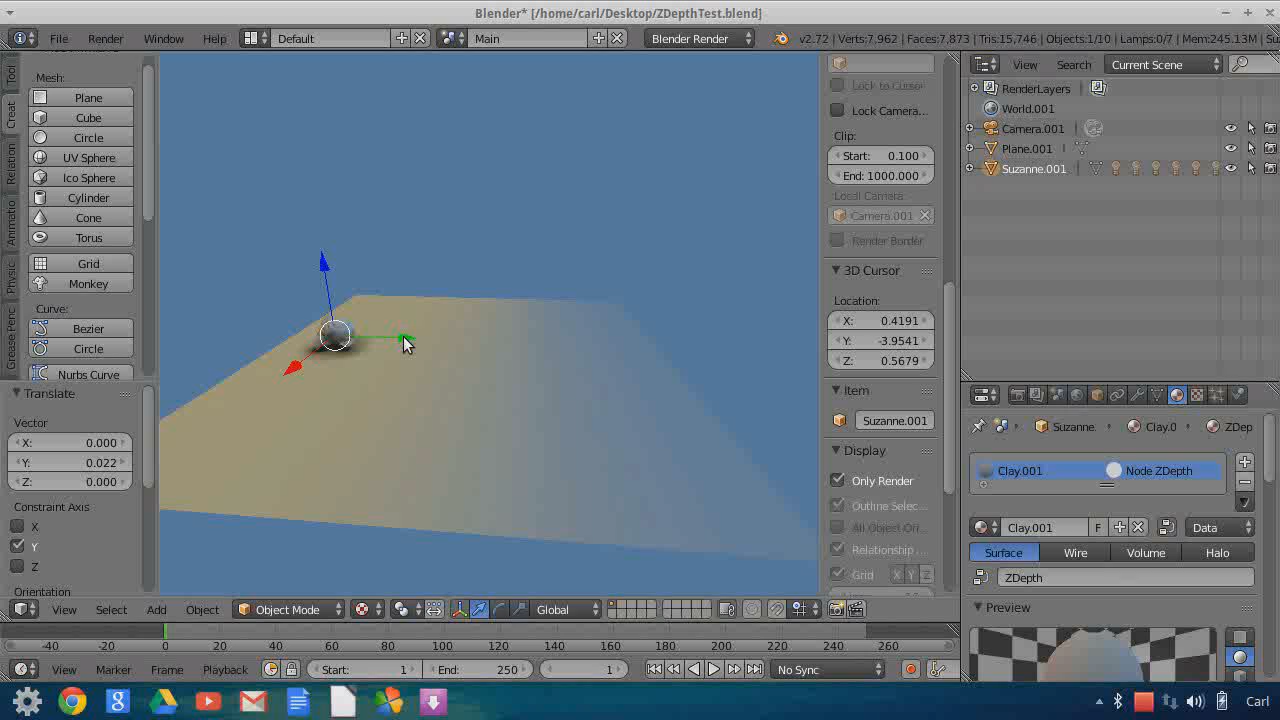 Blender* [/home/carl/Desktop/ZDepthTest.blend]
File Render Window Help Default Main Blender Render v2.72 | Verts:7,962 | Faces:7,873 | Tris:15,746 | Objects:1/10 | Lamps:0/7 | Mem:245.13M
View Search Current Scene
Tool
Creat
Relation
Animatio
Physic
Grease Penc
Mesh:
Plane
Cube
Circle
UV Sphere
Ico Sphere
Cylinder
Cone
Torus
Grid
Monkey
Curve:
Bezier
Circle
Nurbs Curve
Translate
Vector
X: 0.000
Y: 0.022
Z: 0.000
Constraint Axis
X
Y
Z
Orientation
Lock to Cursor
Lock Camera...
Clip:
Start: 0.100
End: 1000.000
Local Camera:
Camera.001
Render Border
3D Cursor
Location:
X: 0.4191
Y: -3.9541
Z: 0.5679
Item
Suzanne.001
Display
Only Render
Outline Selec...
All Object Ori...
Relationship ...
Grid X Y Z
RenderLayers
World.001
Camera.001
Plane.001
Suzanne.001
Suzanne. Clay.0 ZDep
Clay.001 Node ZDepth
Clay.001 F Data
Surface Wire Volume Halo
ZDepth
Preview
View Select Add Object Object Mode Global
-40 -20 0 20 40 60 80 100 120 140 160 180 200 220 240 260
View Marker Frame Playback Start: 1 End: 250 1 No Sync
Carl